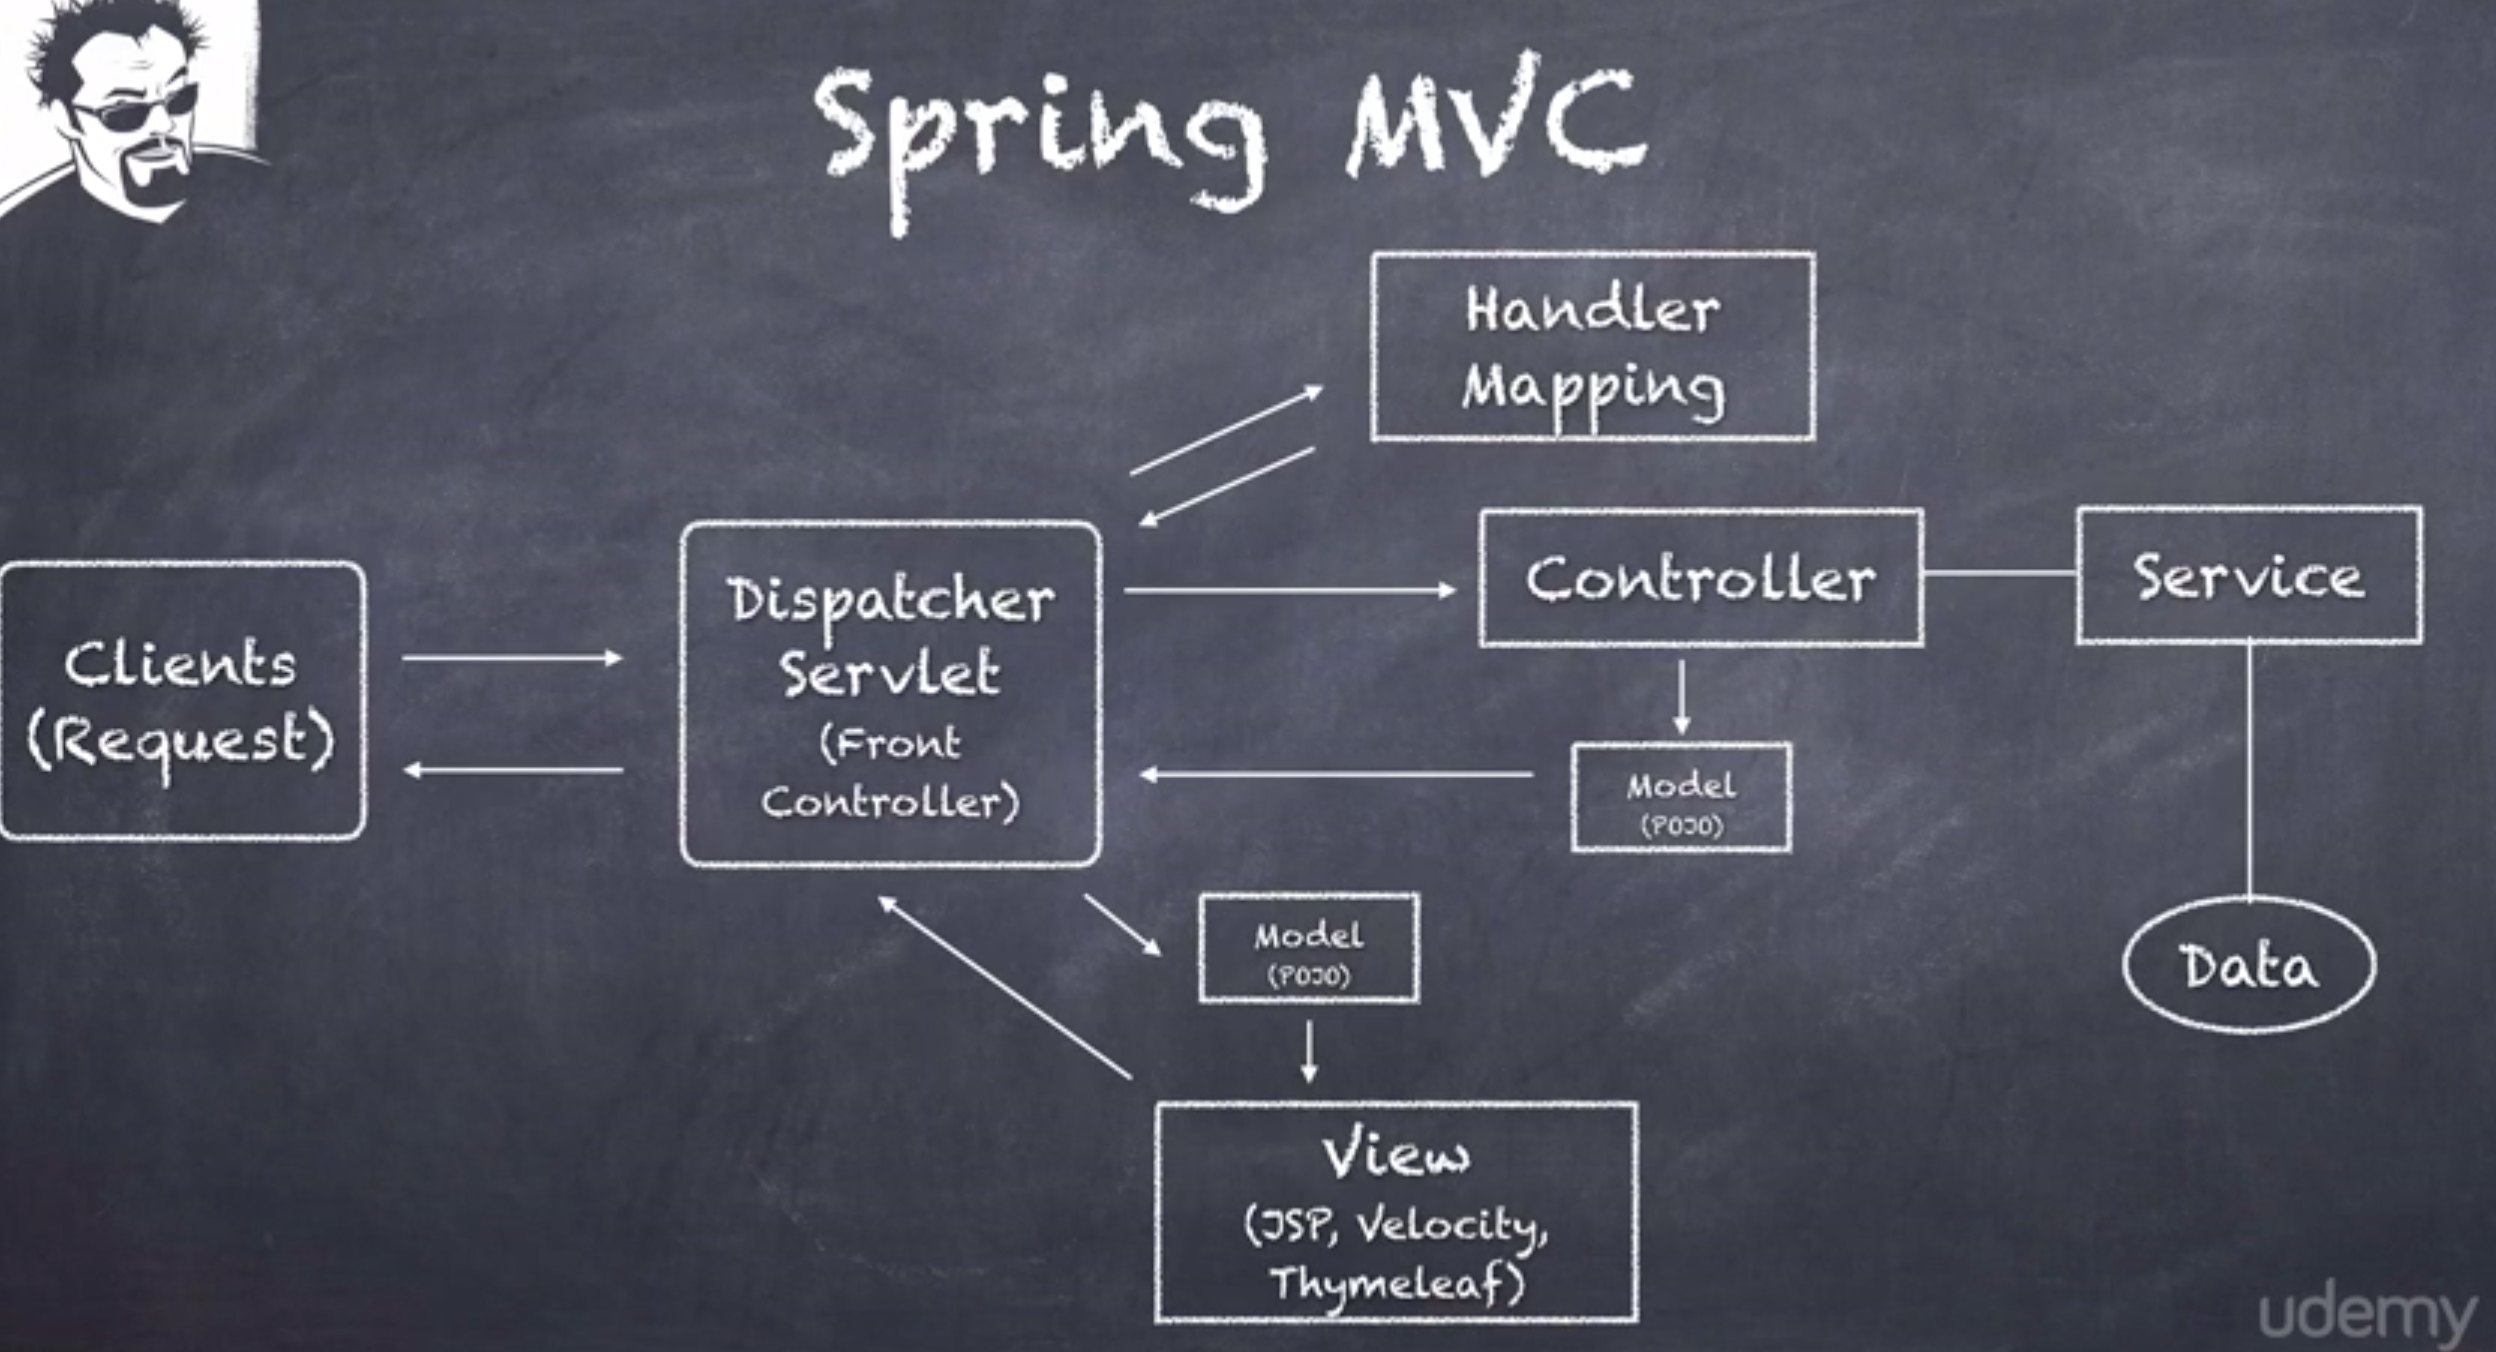 Spring MVC
Handler
Mapping
Clients
(Request)
Dispatcher
Servlet
(Front
Controller)
Controller
Service
Model
(POJO)
Model
(POJO)
Data
View
(JSP, Velocity,
Thymeleaf)
udemy